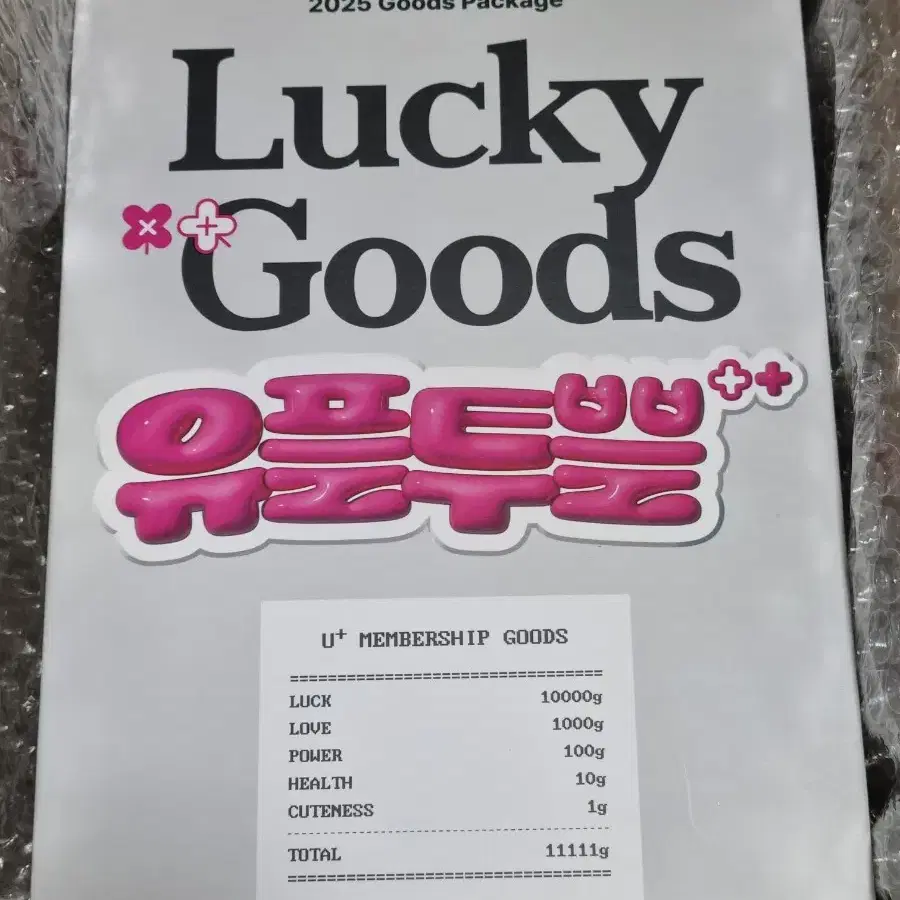 2025 Goods Package
Lucky
Goods
유플투쁠
U+ MEMBERSHIP GOODS
LUCK 10000g
LOVE 1000g
POWER 100g
HEALTH 10g
CUTENESS 1g
TOTAL 11111g